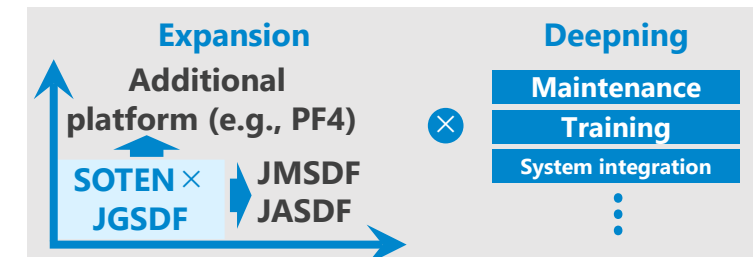 Expansion
Additional
platform (e.g., PF4)
SOTEN×
JGSDF
JMSDF
JASDF
×
Deepning
Maintenance
Training
System integration